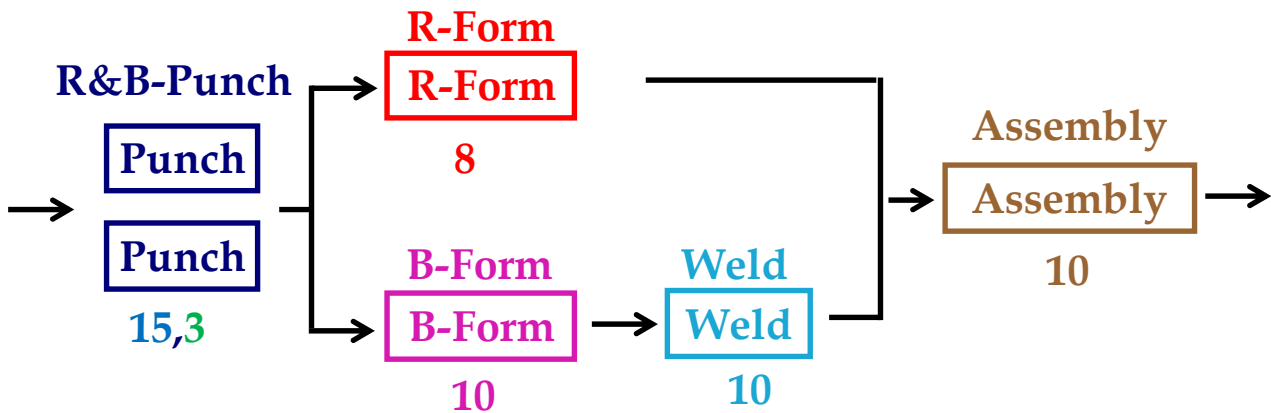 R&B-Punch
Punch
Punch
15,3
R-Form
R-Form
8
B-Form
B-Form
10
Weld
Weld
10
Assembly
Assembly
10